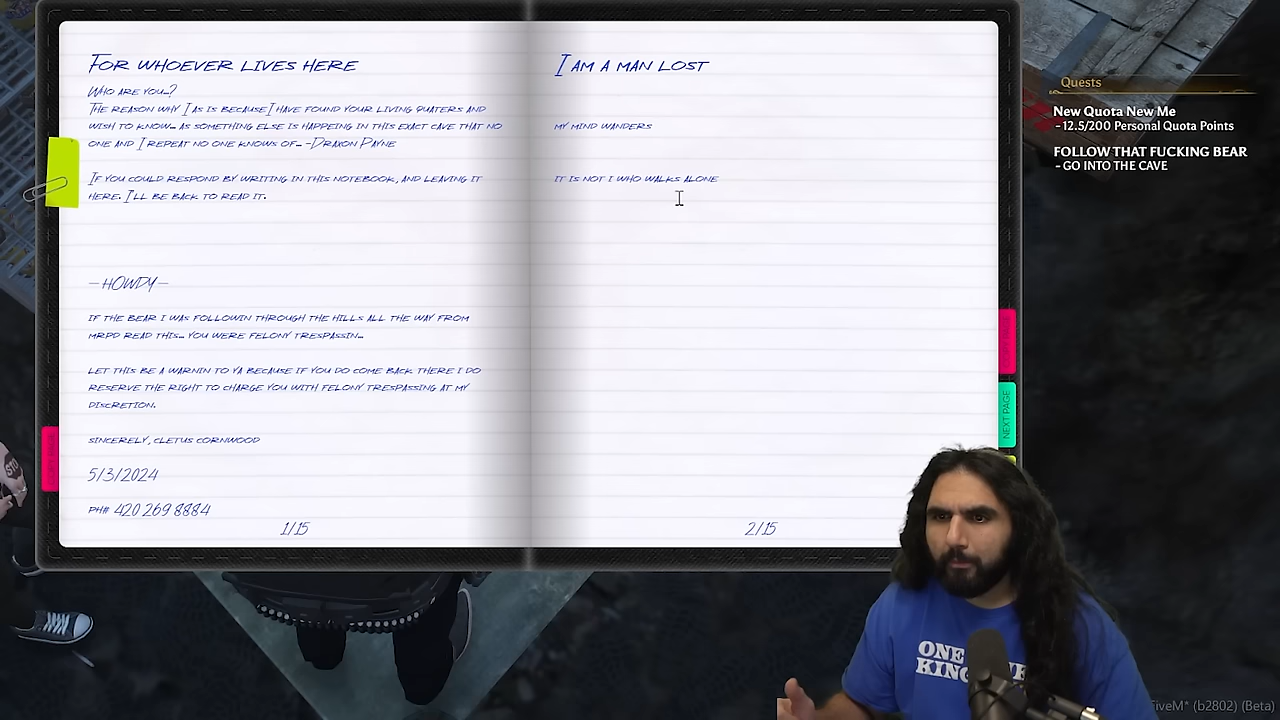 FOR WHOEVER LIVES HERE
WHO ARE YOU..?
THE REASON WHY I AS IS BECAUSE I HAVE FOUND YOUR LIVING QUATERS AND
WISH TO KNOW... AS SOMETHING ELSE IS HAPPEING IN THIS EXACT CAVE THAT NO
ONE AND I REPEAT NO ONE KNOWS OF... -DRAXON PAYNE
IF YOU COULD RESPOND BY WRITING IN THIS NOTEBOOK, AND LEAVING IT
HERE. I'LL BE BACK TO READ IT.
-HOWDY-
IF THE BEAR I WAS FOLLOWIN THROUGH THE HILLS ALL THE WAY FROM
MRPD READ THIS... YOU WERE FELONY TRESPASSIN...
LET THIS BE A WARNIN TO YA BECAUSE IF YOU DO COME BACK THERE I DO
RESERVE THE RIGHT TO CHARGE YOU WITH FELONY TRESPASSING AT MY
DISCRETION.
SINCERELY, CLETUS CORNWOOD
5/3/2024
PH# 420 269 8884
1/15
I AM A MAN LOST
MY MIND WANDERS
IT IS NOT I WHO WALKS ALONE
2/15
NEXT PAGE
Quests
New Quota New Me
- 12.5/200 Personal Quota Points
FOLLOW THAT FUCKING BEAR
- GO INTO THE CAVE
ONE
KING
FiveM* (b2802) (Beta)